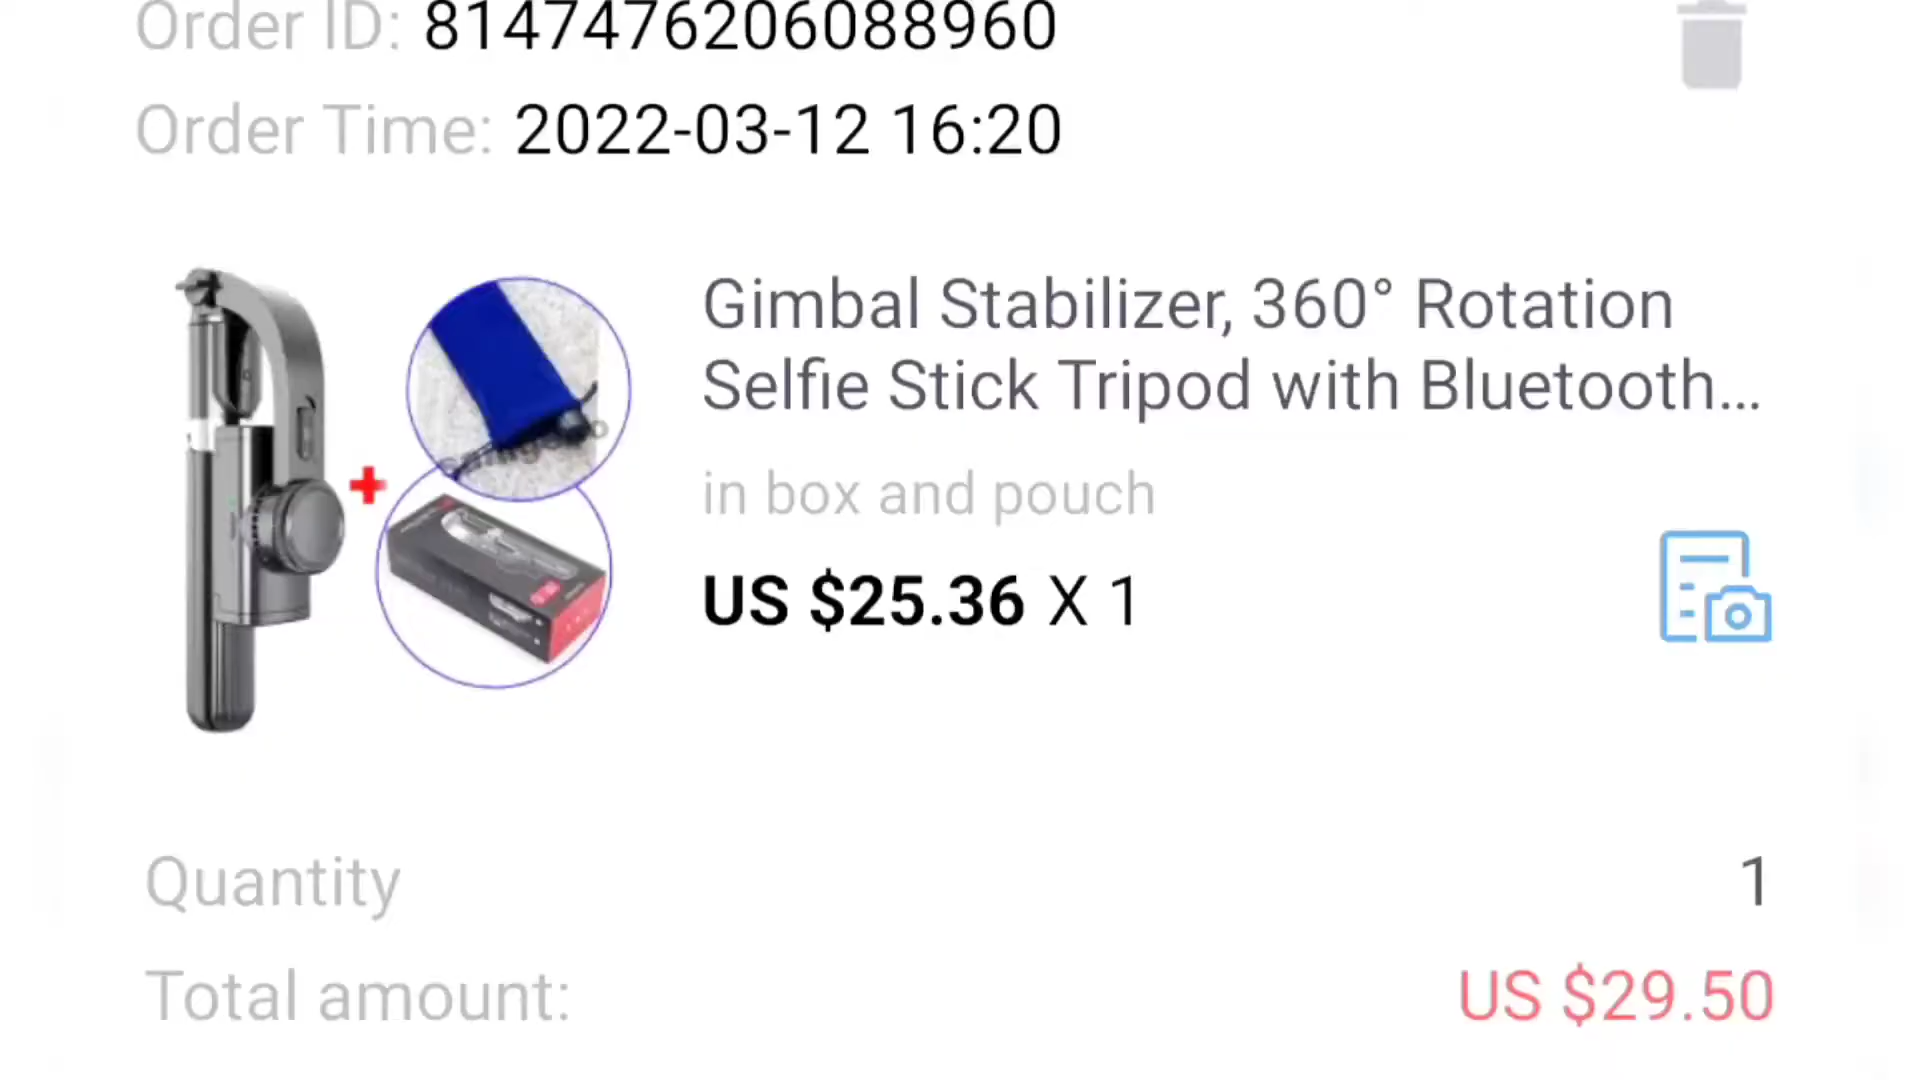 Order ID: 8147476206088960
Order Time: 2022-03-12 16:20
Gimbal Stabilizer, 360° Rotation
Selfie Stick Tripod with Bluetooth...
in box and pouch
US $25.36 X 1
Quantity
1
Total amount:
US $29.50